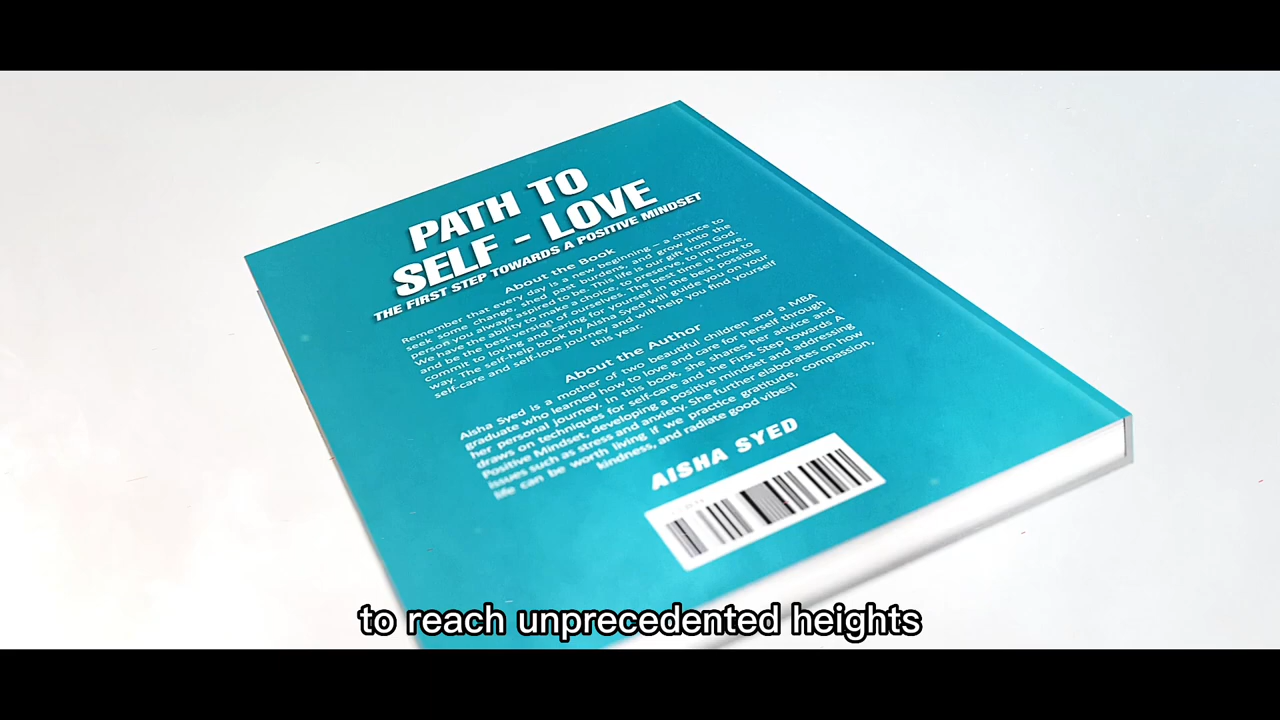 PATH TO
SELF - LOVE
THE FIRST STEP TOWARDS A POSITIVE MINDSET
About the Book
Remember that every day is a new beginning – a chance to
seek some change, shed past burdens, and grow into the
person you always aspired to be. This life is our gift from God.
We have the ability to make a choice, to preserve, to improve,
and be the best version of ourselves. The best time is now to
commit to loving and caring for yourself in the best possible
way. The self-help book by Aisha Syed will guide you on your
self-care and self-love journey and will help you find yourself
this year.
About the Author
Aisha Syed is a mother of two beautiful children and a MBA
graduate who learned how to love and care for herself through
her personal journey. In this book, she shares her advice and
draws on techniques for self-care and the First Step towards A
Positive Mindset, developing a positive mindset and addressing
issues such as stress and anxiety. She further elaborates on how
life can be worth living if we practice gratitude, compassion,
kindness, and radiate good vibes!
AISHA SYED
to reach unprecedented heights